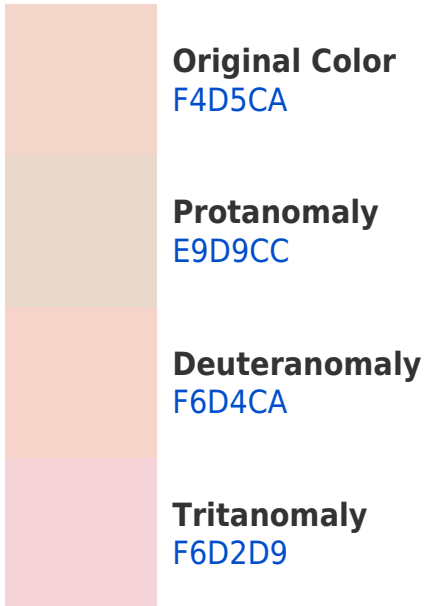 Original Color
F4D5CA
Protanomaly
E9D9CC
Deuteranomaly
F6D4CA
Tritanomaly
F6D2D9